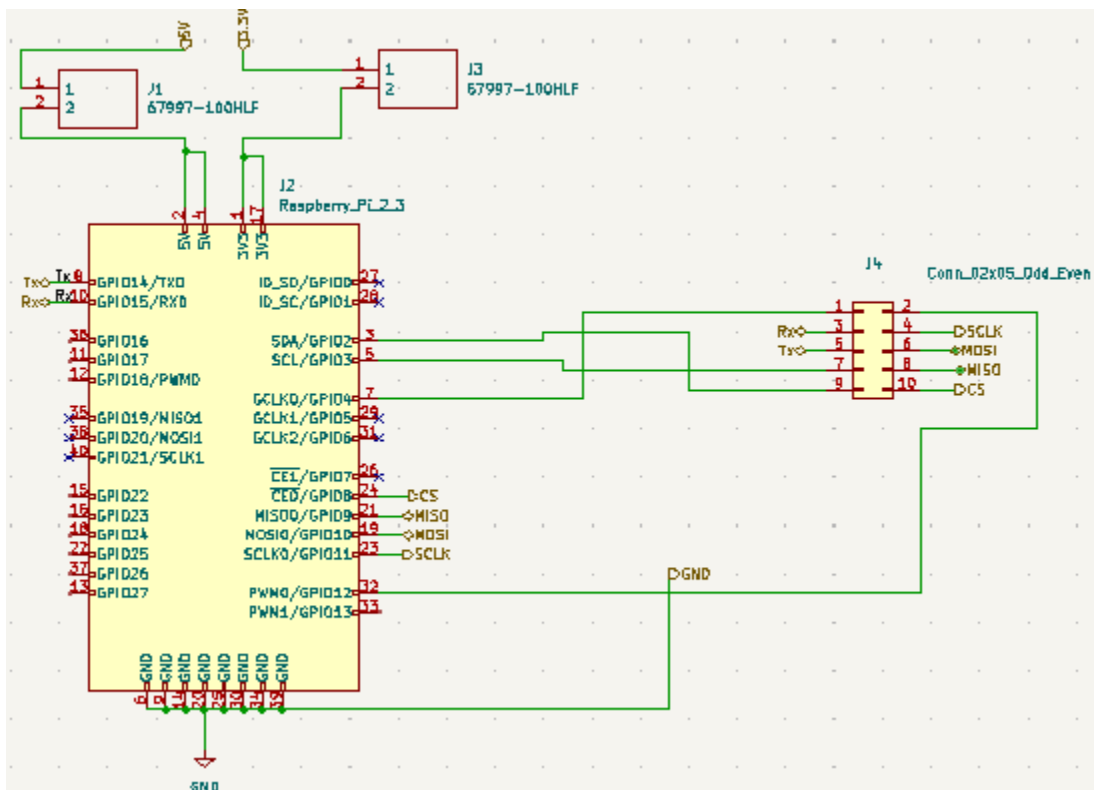 5V
3.3V
1 1
2 2
J1
67997-100HLF
1 1
2 2
J3
67997-100HLF
J2
Raspberry_Pi_2_3
2 4 1 17
5V 5V 3V3 3V3
Tx Tx 8 GPIO14/TXD
Rx Rx 10 GPIO15/RXD
36 GPIO16
11 GPIO17
12 GPIO18/PWM0
35 GPIO19/MISO1
38 GPIO20/MOSI1
40 GPIO21/SCLK1
15 GPIO22
16 GPIO23
18 GPIO24
22 GPIO25
37 GPIO26
13 GPIO27
ID_SD/GPIO0 27
ID_SC/GPIO1 28
SDA/GPIO2 3
SCL/GPIO3 5
GCLK0/GPIO4 7
GCLK1/GPIO5 29
GCLK2/GPIO6 31
CE1/GPIO7 26
CE0/GPIO8 24 CS
MISO0/GPIO9 21 MISO
MOSI0/GPIO10 19 MOSI
SCLK0/GPIO11 23 SCLK
PWM0/GPIO12 32
PWM1/GPIO13 33
GND
GND GND GND GND GND GND GND GND
6 9 14 20 25 30 34 39
GND
J4
Conn_02x05_Odd_Even
1 2
Rx 3 4 SCLK
Tx 5 6 MOSI
7 8 MISO
9 10 CS